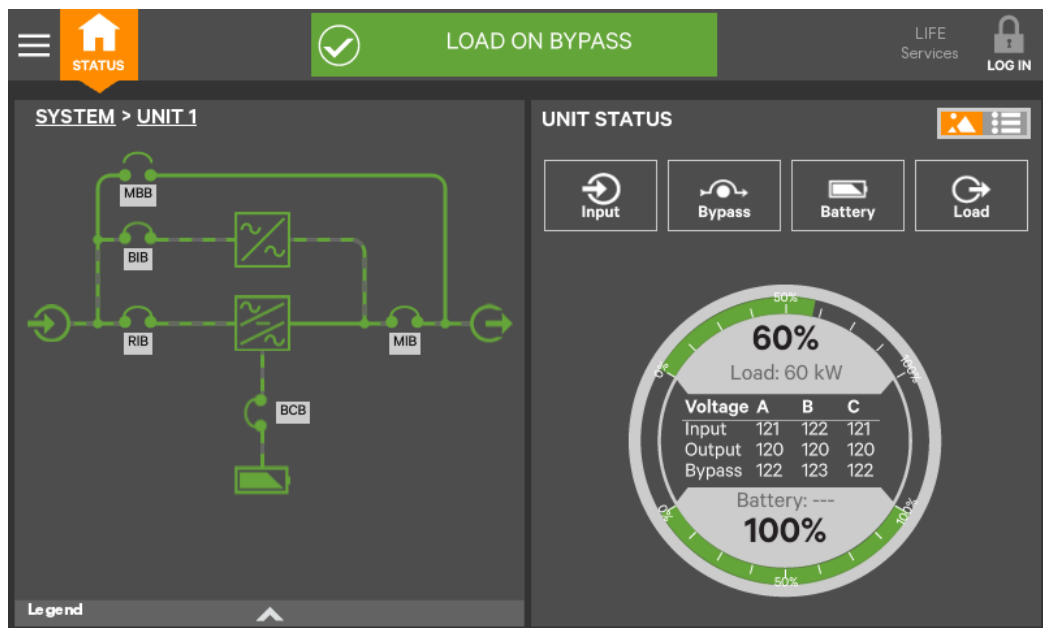 STATUS
LOAD ON BYPASS
LIFE
Services
LOG IN
SYSTEM > UNIT 1
MBB
BIB
RIB
MIB
BCB
Legend
UNIT STATUS
Input
Bypass
Battery
Load
50%
0%
100%
60%
Load: 60 kW
Voltage A B C
Input 121 122 121
Output 120 120 120
Bypass 122 123 122
Battery: ---
100%
0%
100%
50%